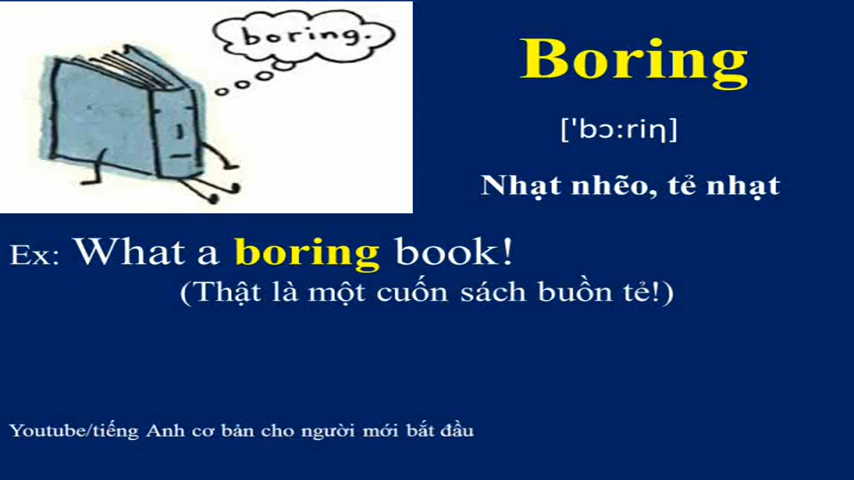 boring.
Boring
['bɔ:riη]
Nhạt nhẽo, tẻ nhạt
Ex: What a boring book!
(Thật là một cuốn sách buồn tẻ!)
Youtube/tiếng Anh cơ bản cho người mới bắt đầu